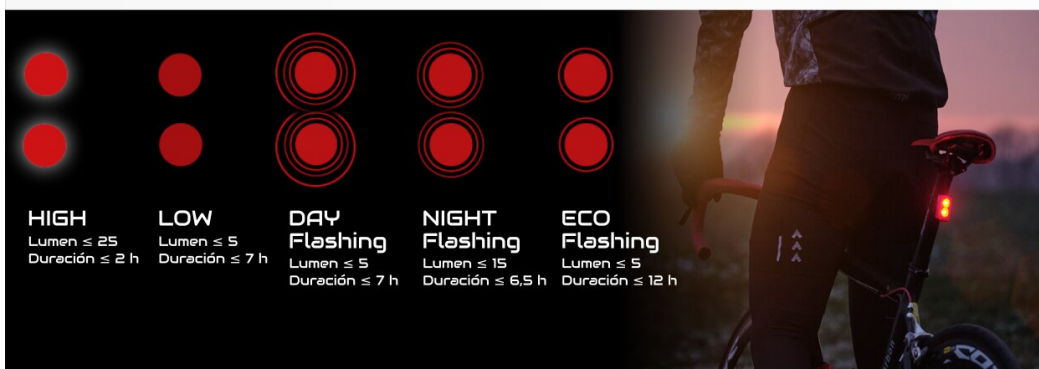 HIGH
Lumen ≤ 25
Duración ≤ 2 h
LOW
Lumen ≤ 5
Duración ≤ 7 h
DAY
Flashing
Lumen ≤ 5
Duración ≤ 7 h
NIGHT
Flashing
Lumen ≤ 15
Duración ≤ 6,5 h
ECO
Flashing
Lumen ≤ 5
Duración ≤ 12 h